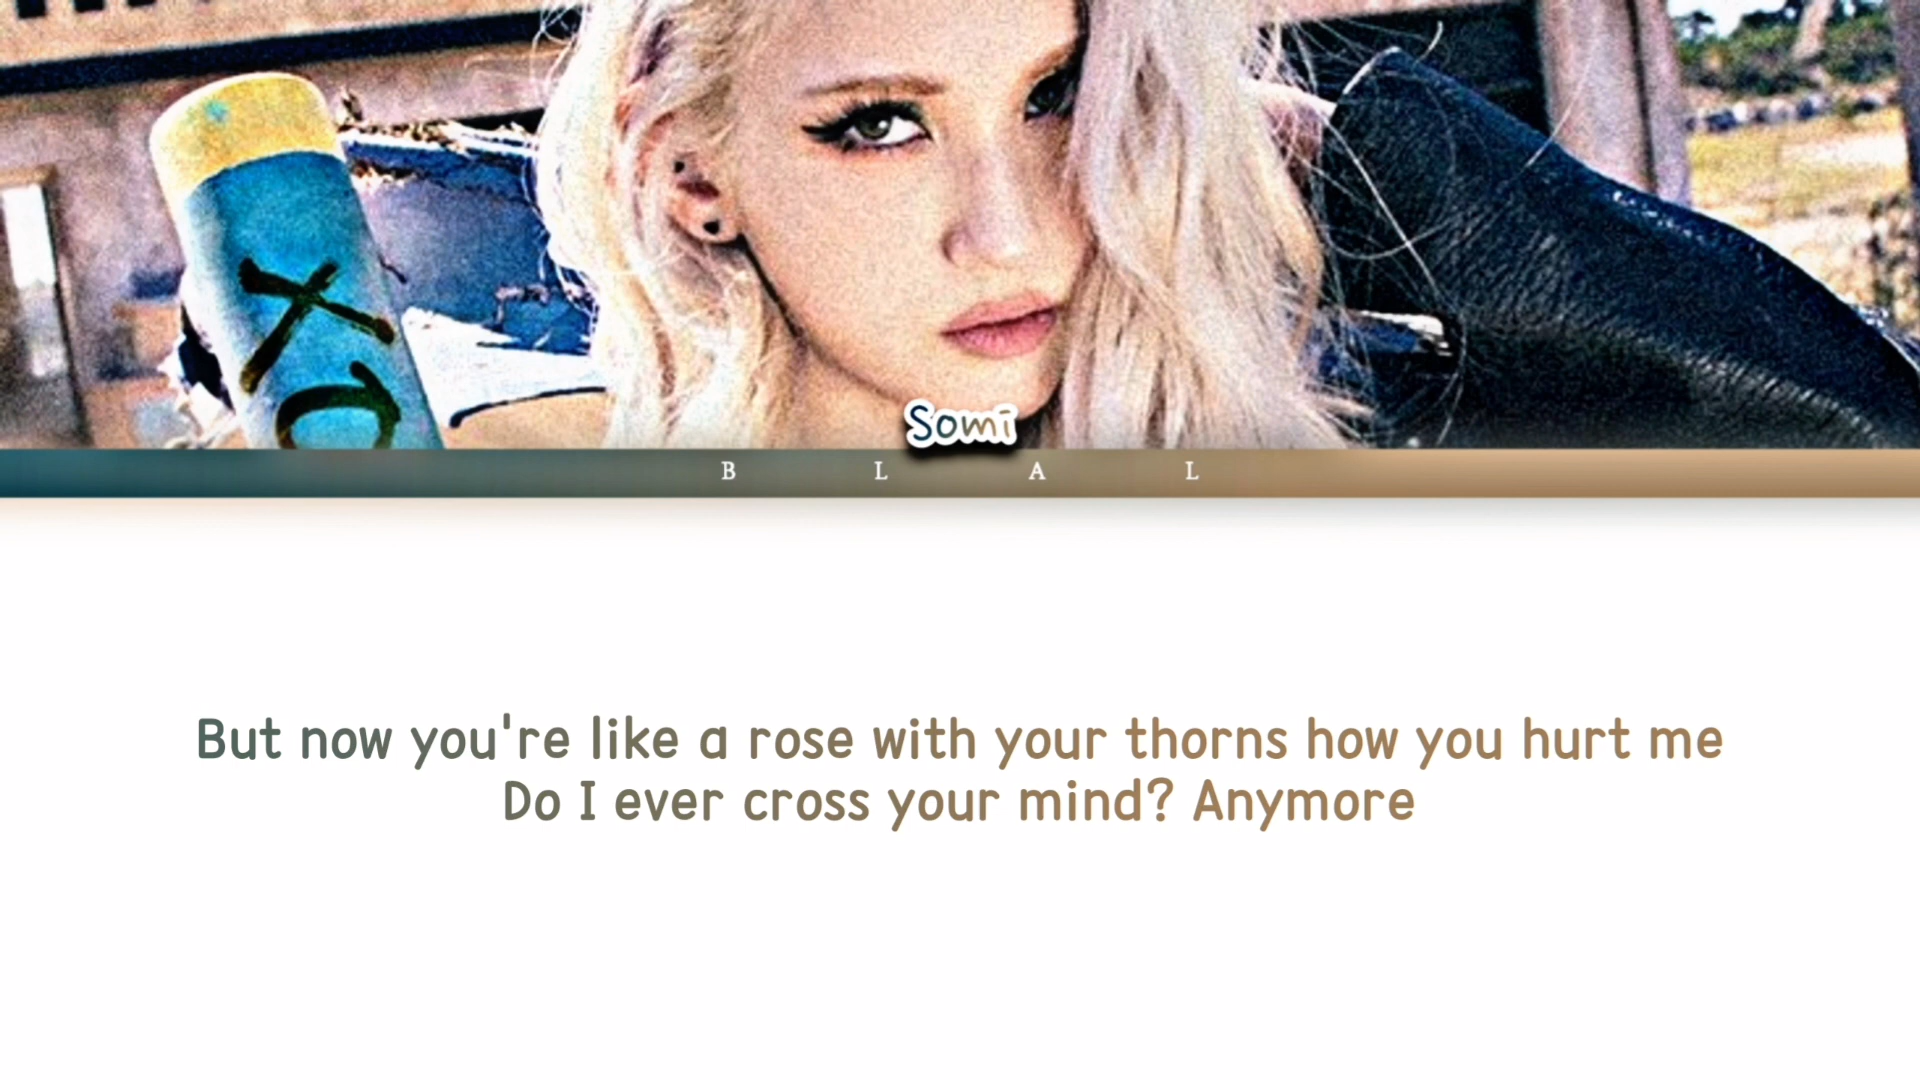 XO
Somi
B L A L
But now you're like a rose with your thorns how you hurt me
Do I ever cross your mind? Anymore